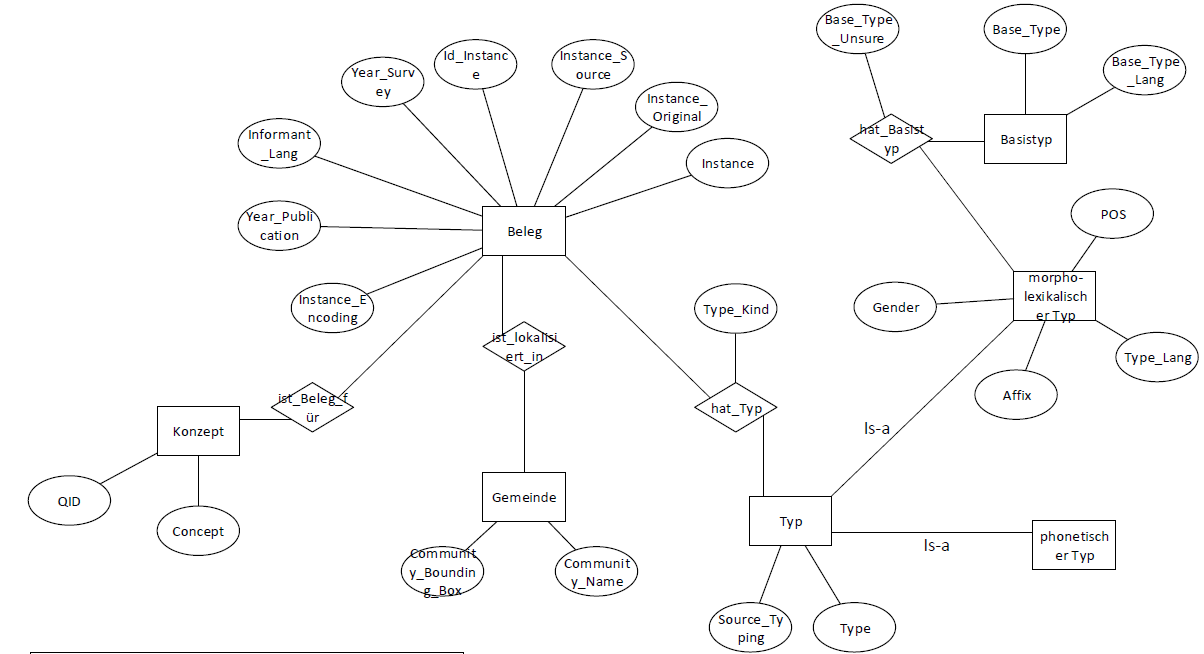 Base_Type
_Unsure
Base_Type
Base_Type
_Lang
Id_Instanc
e
Instance_S
ource
Year_Surv
ey
Instance_
Original
Informant
_Lang
hat_Basist
yp
Basistyp
Instance
Year_Publi
cation
Beleg
POS
morpho-
lexikalisch
er Typ
Instance_E
ncoding
Type_Kind
Gender
ist_lokalisi
ert_in
Type_Lang
Affix
ist_Beleg_f
ür
hat_Typ
Konzept
Is-a
QID
Gemeinde
Concept
Typ
Is-a
phonetisch
er Typ
Communit
y_Boundin
g_Box
Communit
y_Name
Source_Ty
ping
Type